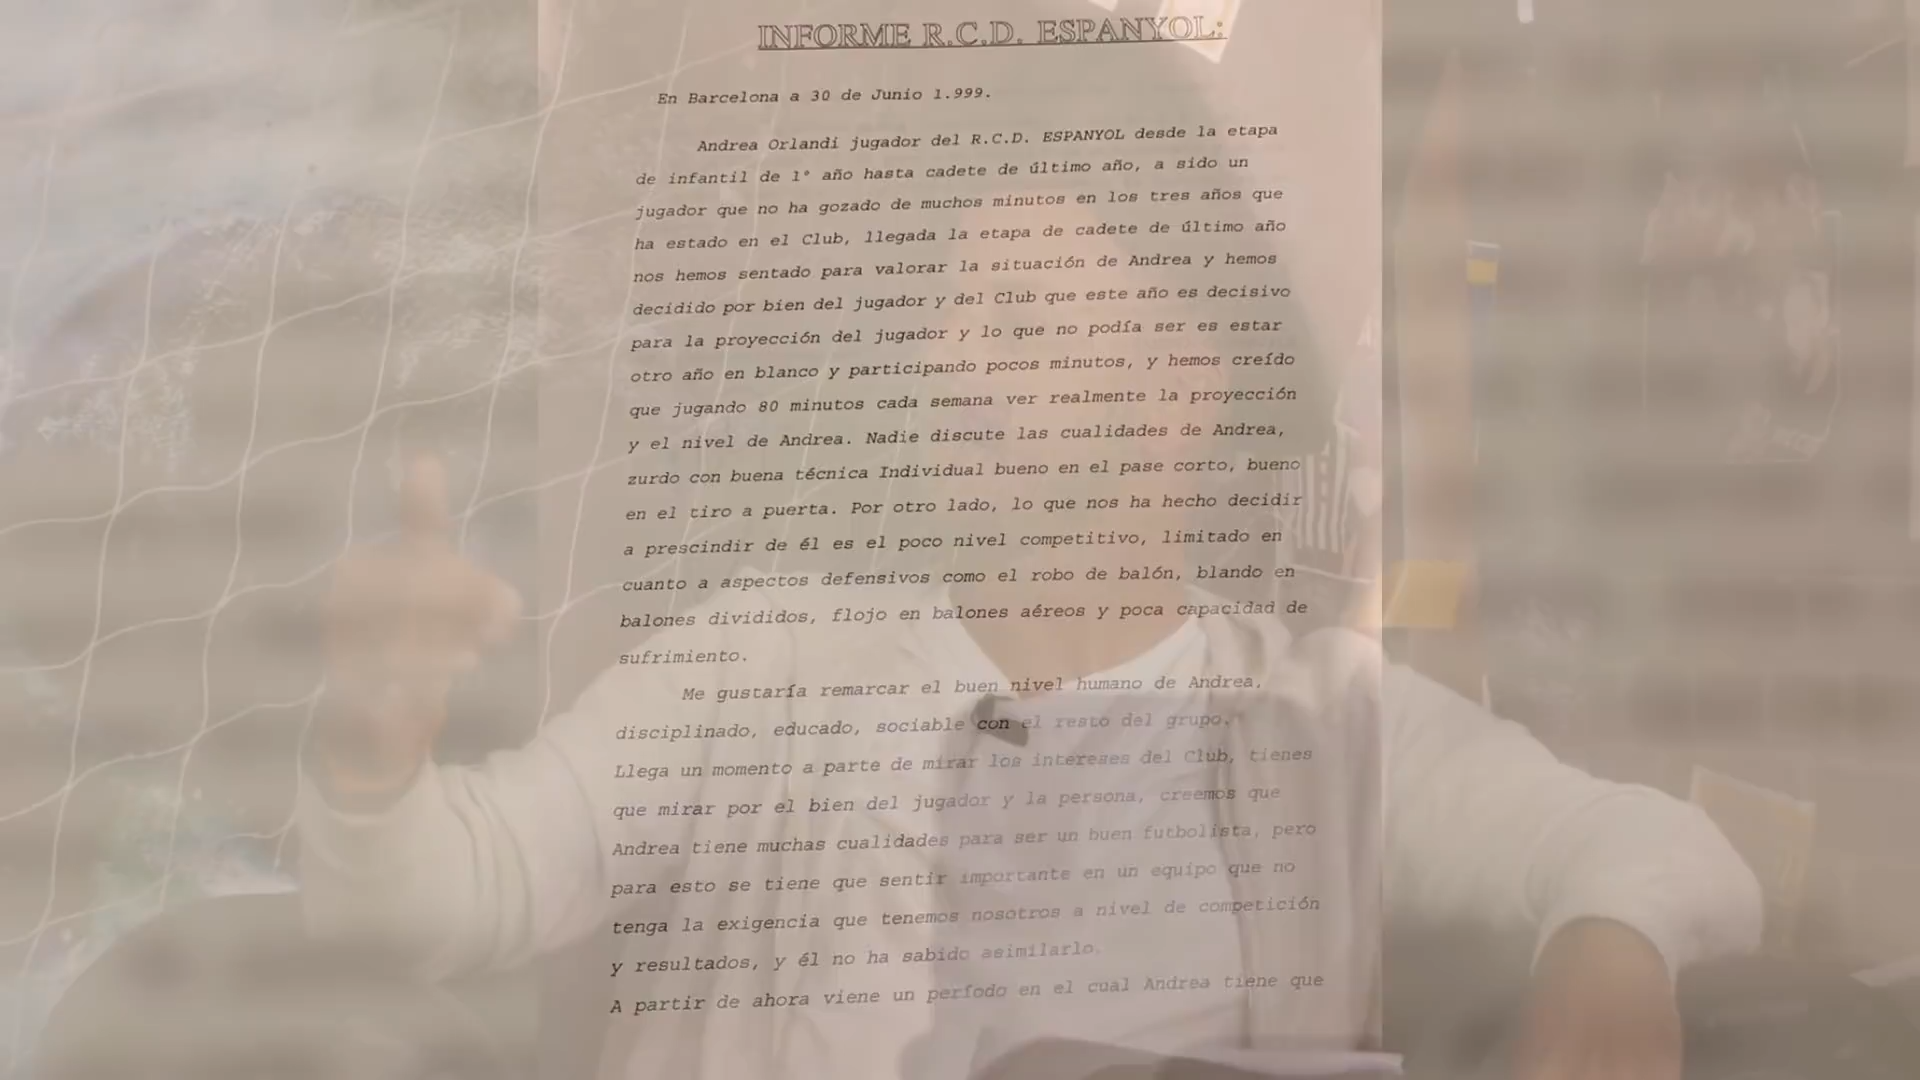 INFORME R.C.D. ESPANYOL:
En Barcelona a 30 de Junio 1.999.
Andrea Orlandi jugador del R.C.D. ESPANYOL desde la etapa
de infantil de 1º año hasta cadete de último año, a sido un
jugador que no ha gozado de muchos minutos en los tres años que
ha estado en el Club, llegada la etapa de cadete de último año
nos hemos sentado para valorar la situación de Andrea y hemos
decidido por bien del jugador y del Club que este año es decisivo
para la proyección del jugador y lo que no podía ser es estar
otro año en blanco y participando pocos minutos, y hemos creído
que jugando 80 minutos cada semana ver realmente la proyección
y el nivel de Andrea. Nadie discute las cualidades de Andrea,
zurdo con buena técnica Individual bueno en el pase corto, bueno
en el tiro a puerta. Por otro lado, lo que nos ha hecho decidir
a prescindir de él es el poco nivel competitivo, limitado en
cuanto a aspectos defensivos como el robo de balón, blando en
balones divididos, flojo en balones aéreos y poca capacidad de
sufrimiento.
Me gustaría remarcar el buen nivel humano de Andrea,
disciplinado, educado, sociable con el resto del grupo.
Llega un momento a parte de mirar los intereses del Club, tienes
que mirar por el bien del jugador y la persona, creemos que
Andrea tiene muchas cualidades para ser un buen futbolista, pero
para esto se tiene que sentir importante en un equipo que no
tenga la exigencia que tenemos nosotros a nivel de competición
y resultados, y él no ha sabido asimilarlo.
A partir de ahora viene un período en el cual Andrea tiene que